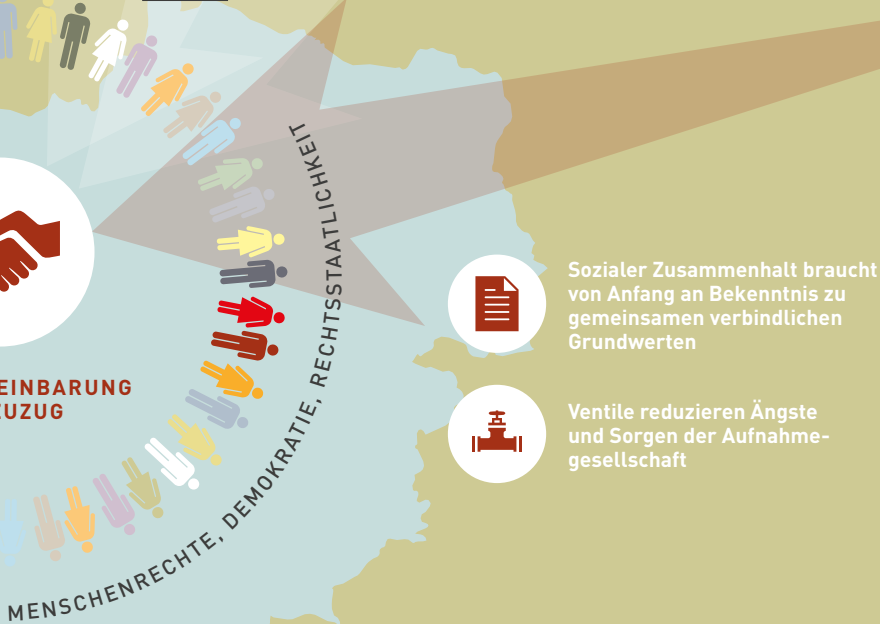 MENSCHENRECHTE, DEMOKRATIE, RECHTSSTAATLICHKEIT
EINBARUNG
UZUG
Sozialer Zusammenhalt braucht
von Anfang an Bekenntnis zu
gemeinsamen verbindlichen
Grundwerten
Ventile reduzieren Ängste
und Sorgen der Aufnahme-
gesellschaft